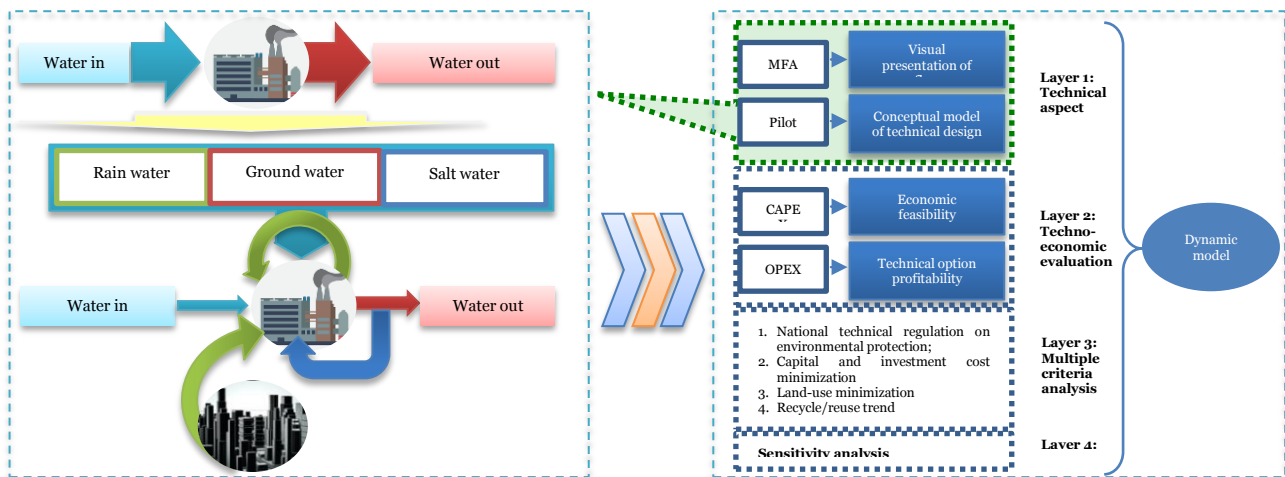 Water in
Water out
Rain water
Ground water
Salt water
Water in
Water out
MFA
Visual
presentation of
Pilot
Conceptual model
of technical design
Layer 1:
Technical
aspect
CAPE
X
Economic
feasibility
OPEX
Technical option
profitability
Layer 2:
Techno-
economic
evaluation
1. National technical regulation on
environmental protection;
2. Capital and investment cost
minimization
3. Land-use minimization
4. Recycle/reuse trend
Layer 3:
Multiple
criteria
analysis
Sensitivity analysis
Layer 4:
Dynamic
model